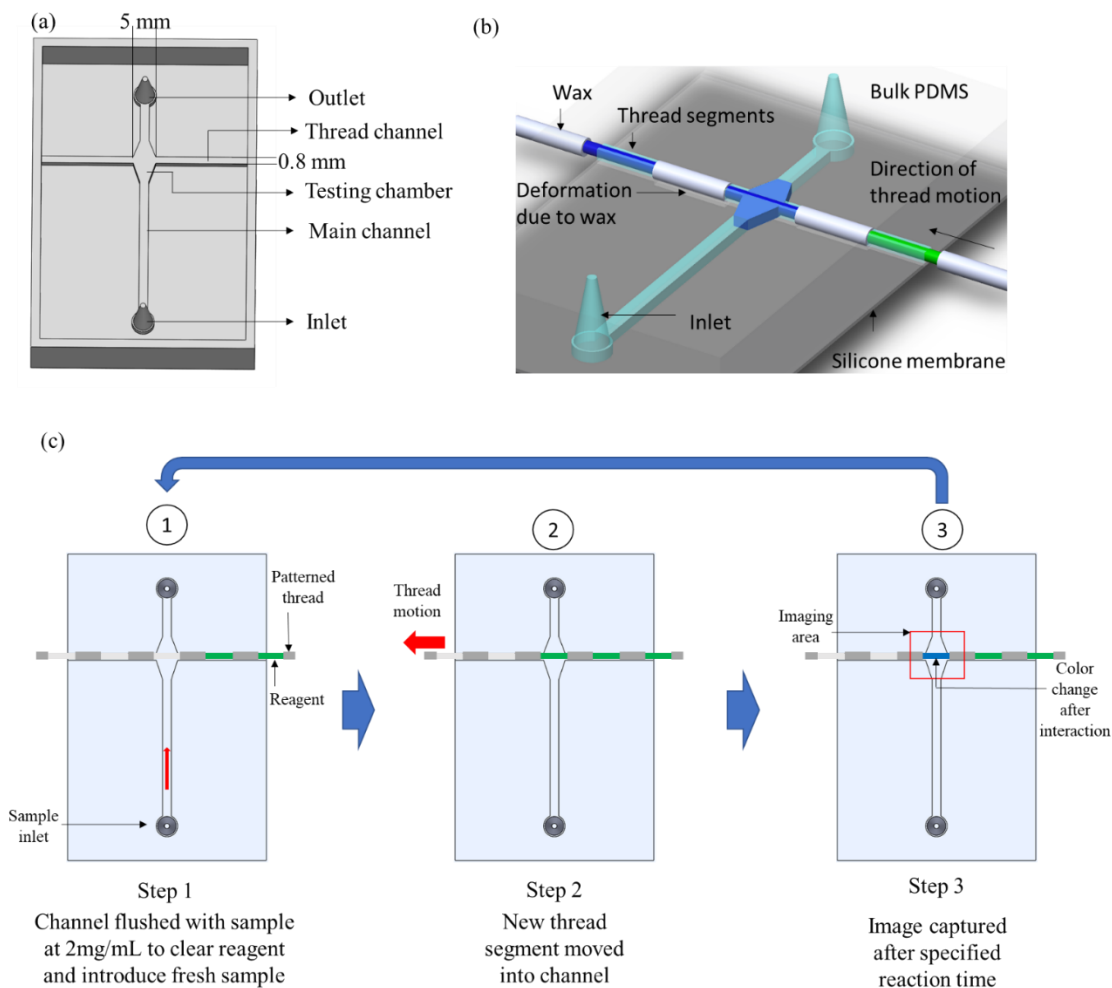 (a)
5 mm
Outlet
Thread channel
0.8 mm
Testing chamber
Main channel
Inlet
(b)
Wax
Thread segments
Bulk PDMS
Deformation
due to wax
Direction of
thread motion
Inlet
Silicone membrane
(c)
1
2
3
Patterned
thread
Reagent
Sample
inlet
Thread
motion
Imaging
area
Color
change
after
interaction
Step 1
Channel flushed with sample
at 2mg/mL to clear reagent
and introduce fresh sample
Step 2
New thread
segment moved
into channel
Step 3
Image captured
after specified
reaction time